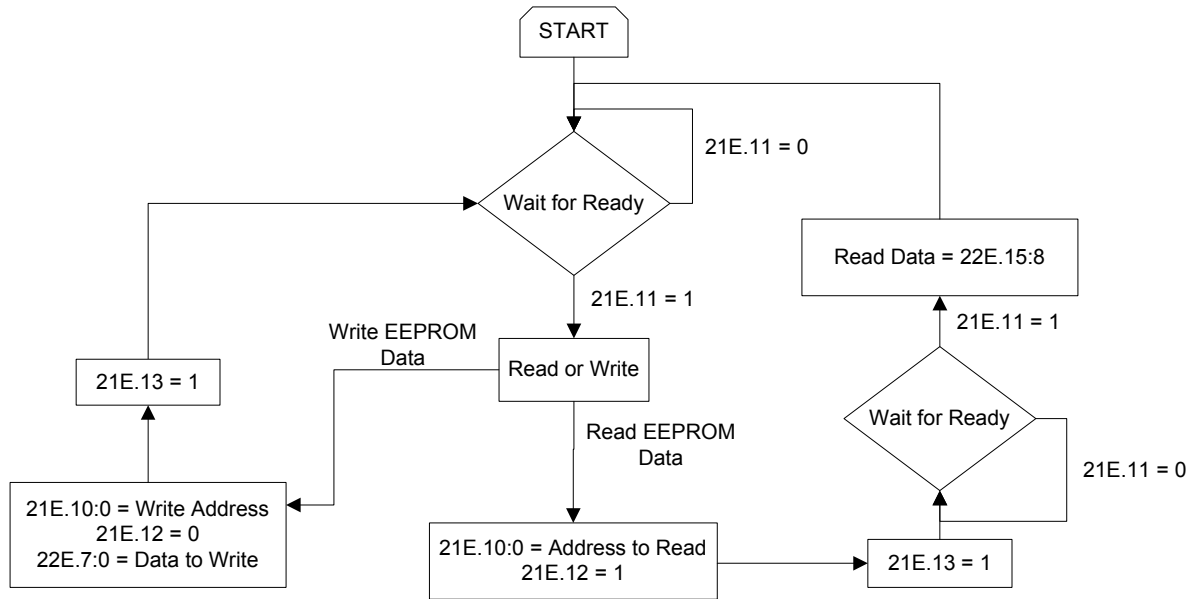 START
21E.11 = 0
Wait for Ready
21E.11 = 1
Read or Write
Write EEPROM
Data
21E.10:0 = Write Address
21E.12 = 0
22E.7:0 = Data to Write
21E.13 = 1
Read EEPROM
Data
21E.10:0 = Address to Read
21E.12 = 1
21E.13 = 1
Wait for Ready
21E.11 = 0
21E.11 = 1
Read Data = 22E.15:8